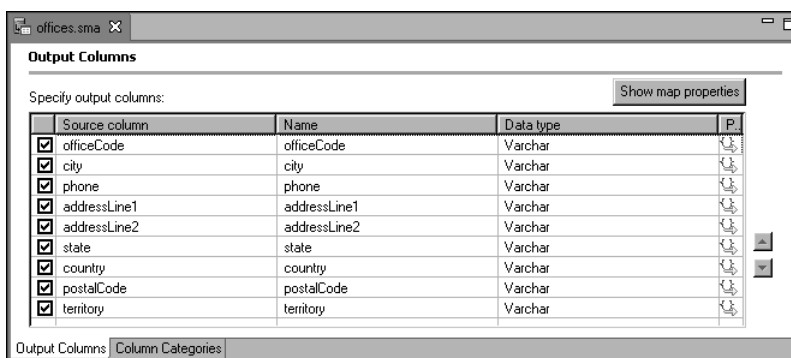 offices.sma
Output Columns
Specify output columns:
Show map properties
Source column Name Data type P..
officeCode officeCode Varchar
city city Varchar
phone phone Varchar
addressLine1 addressLine1 Varchar
addressLine2 addressLine2 Varchar
state state Varchar
country country Varchar
postalCode postalCode Varchar
territory territory Varchar
Output Columns Column Categories